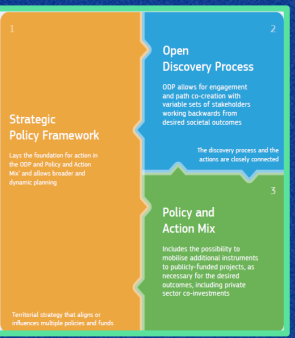 1
Strategic
Policy Framework
Lays the foundation for action in
the ODP and Policy and Action
Mix' and allows broader and
dynamic planning
Territorial strategy that aligns or
influences multiple policies and funds
2
Open
Discovery Process
ODP allows for engagement
and path co-creation with
variable sets of stakeholders
working backwards from
desired societal outcomes
The discovery process and the
actions are closely connected
3
Policy and
Action Mix
Includes the possibility to
mobilise additional instruments
to publicly-funded projects, as
necessary for the desired
outcomes, including private
sector co-investments